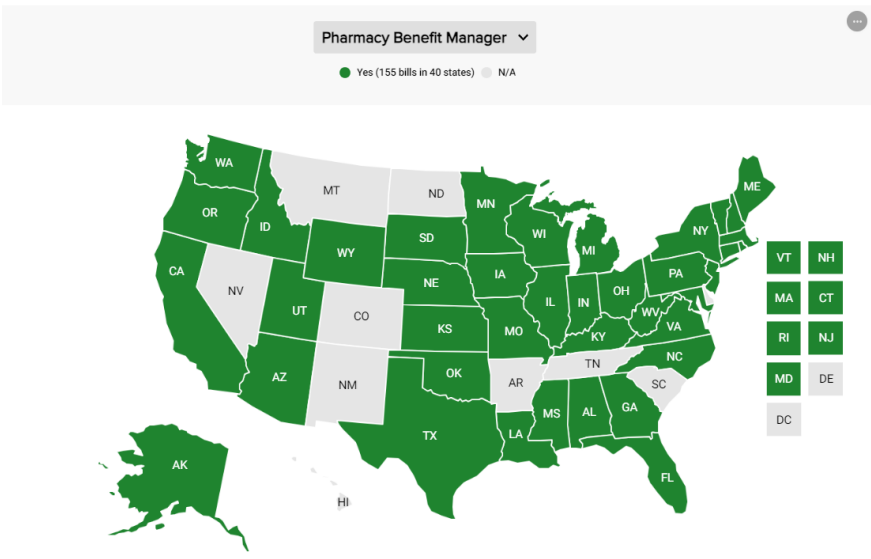 Pharmacy Benefit Manager
Yes (155 bills in 40 states) N/A
WA
MT
ND
MN
ME
OR
ID
SD
WI
MI
NY
WY
CA
NV
UT
CO
NE
IA
PA
VT NH
IL
IN
OH
WV
VA
KS
MO
KY
MA CT
AZ
NM
OK
AR
TN
NC
SC
RI NJ
TX
LA
MS
AL
GA
MD DE
DC
AK
HI
FL